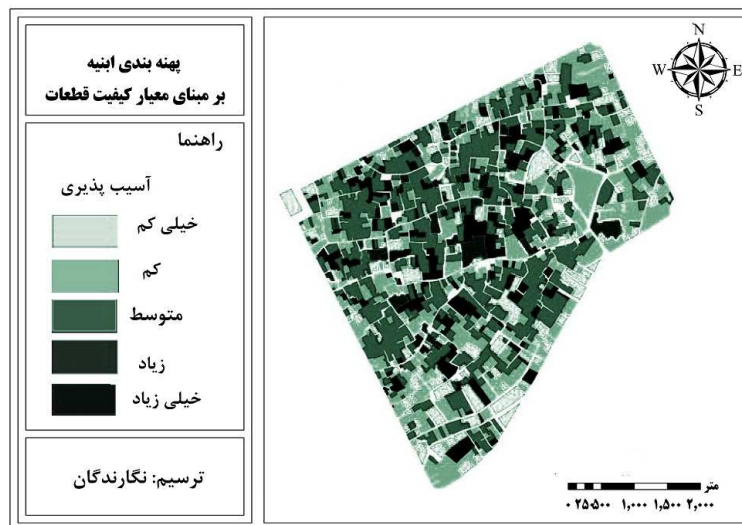 پهنه بندی ابنیه
بر مبنای معیار کیفیت قطعات
راهنما
آسیب پذیری
خیلی کم
کم
متوسط
زیاد
خیلی زیاد
ترسیم: نگارندگان
N
W E
S
متر
۰ ۲۵۰۵۰۰ ۱,۰۰۰ ۱,۵۰۰ ۲,۰۰۰